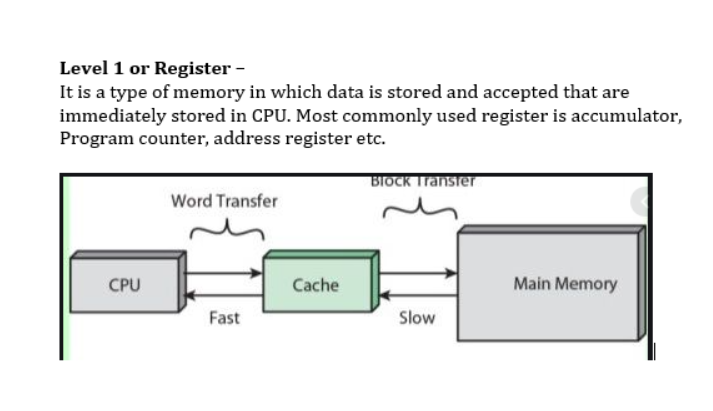 Level 1 or Register –
It is a type of memory in which data is stored and accepted that are
immediately stored in CPU. Most commonly used register is accumulator,
Program counter, address register etc.
Block Transfer
Word Transfer
CPU
Cache
Main Memory
Fast
Slow